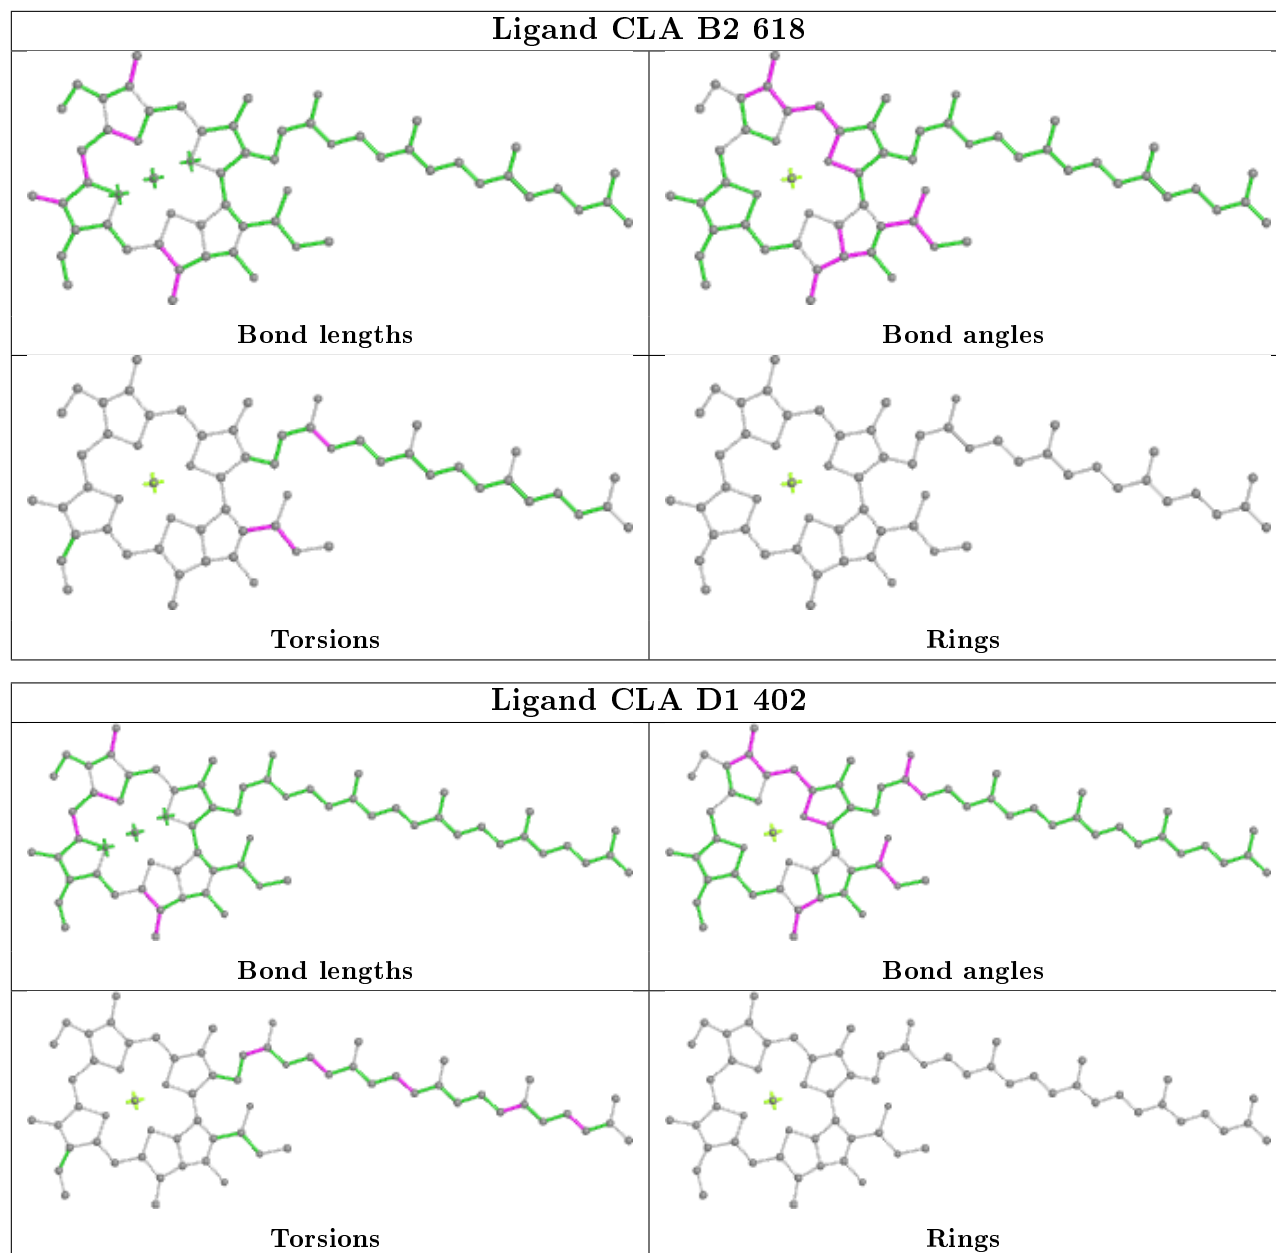 Ligand CLA B2 618
Bond lengths
Bond angles
Torsions
Rings
Ligand CLA D1 402
Bond lengths
Bond angles
Torsions
Rings